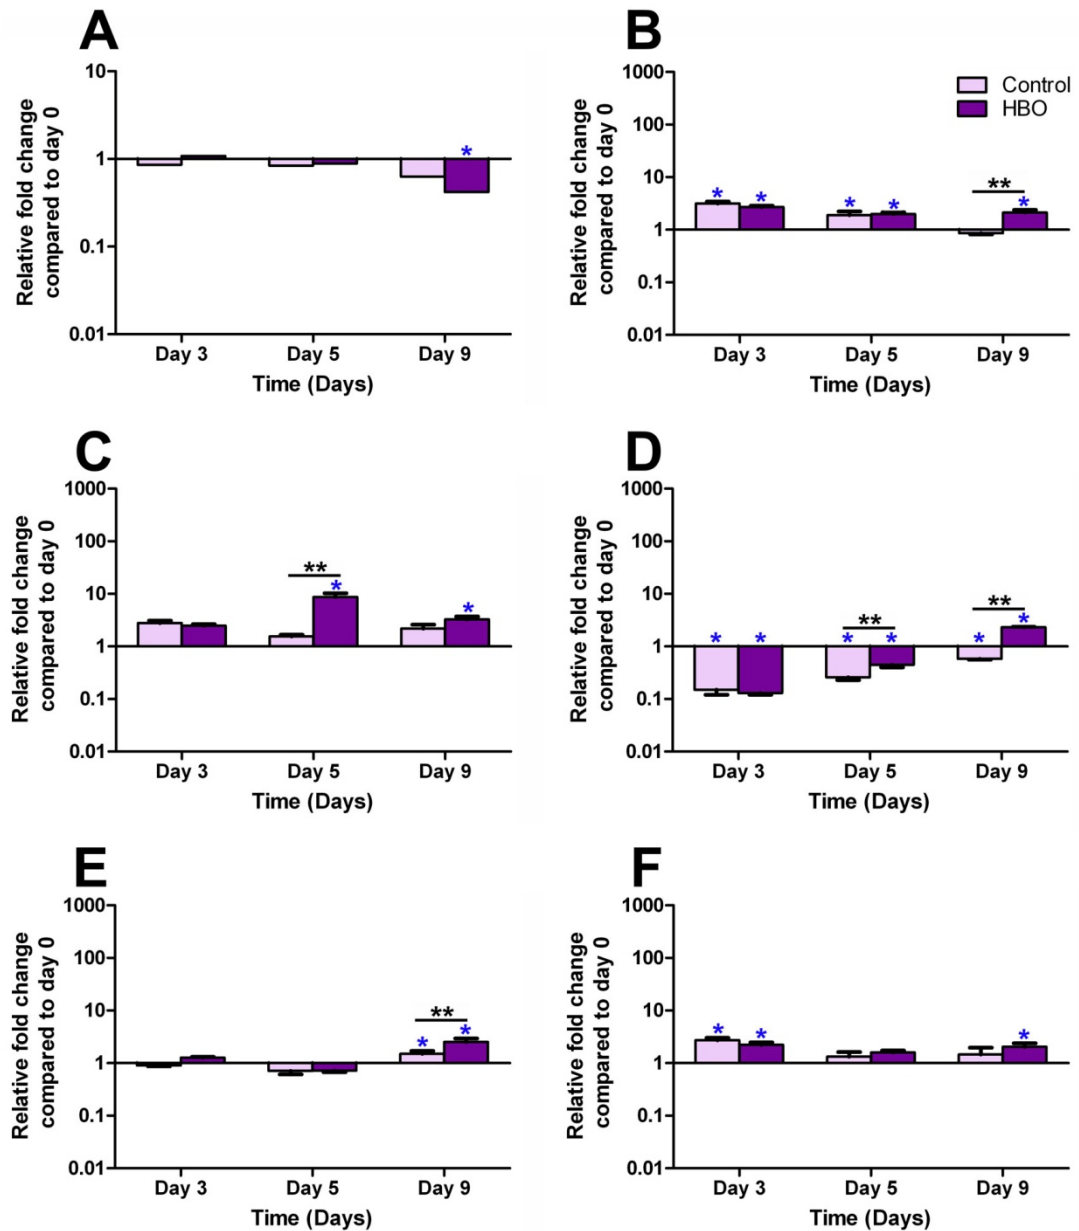 A
Relative fold change
compared to day 0
10
1
0.1
0.01
*
Day 3 Day 5 Day 9
Time (Days)
B
Relative fold change
compared to day 0
1000
100
10
1
0.1
0.01
Control
HBO
* * * * ** *
Day 3 Day 5 Day 9
Time (Days)
C
Relative fold change
compared to day 0
1000
100
10
1
0.1
0.01
** * *
Day 3 Day 5 Day 9
Time (Days)
D
Relative fold change
compared to day 0
1000
100
10
1
0.1
0.01
* * * ** * * ** *
Day 3 Day 5 Day 9
Time (Days)
E
Relative fold change
compared to day 0
1000
100
10
1
0.1
0.01
* ** *
Day 3 Day 5 Day 9
Time (Days)
F
Relative fold change
compared to day 0
1000
100
10
1
0.1
0.01
* * *
Day 3 Day 5 Day 9
Time (Days)